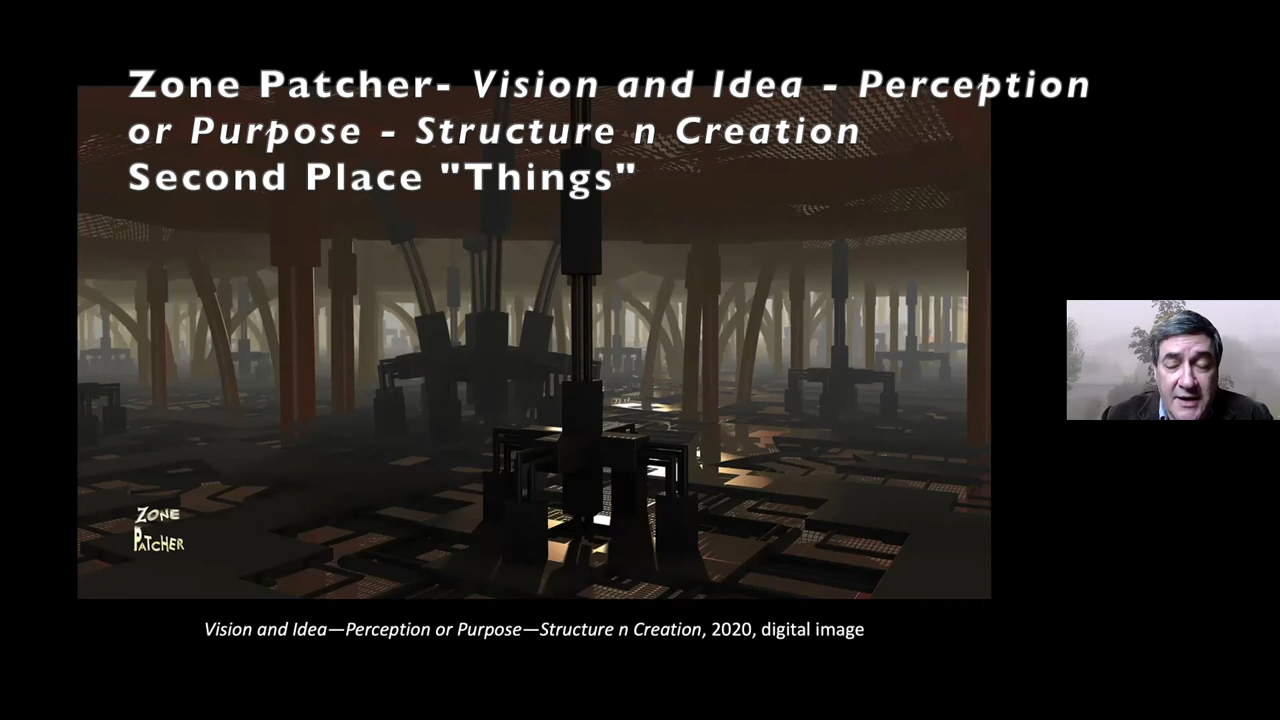 Zone Patcher- Vision and Idea - Perception
or Purpose - Structure n Creation
Second Place "Things"
ZONE
PATCHER
Vision and Idea—Perception or Purpose—Structure n Creation, 2020, digital image